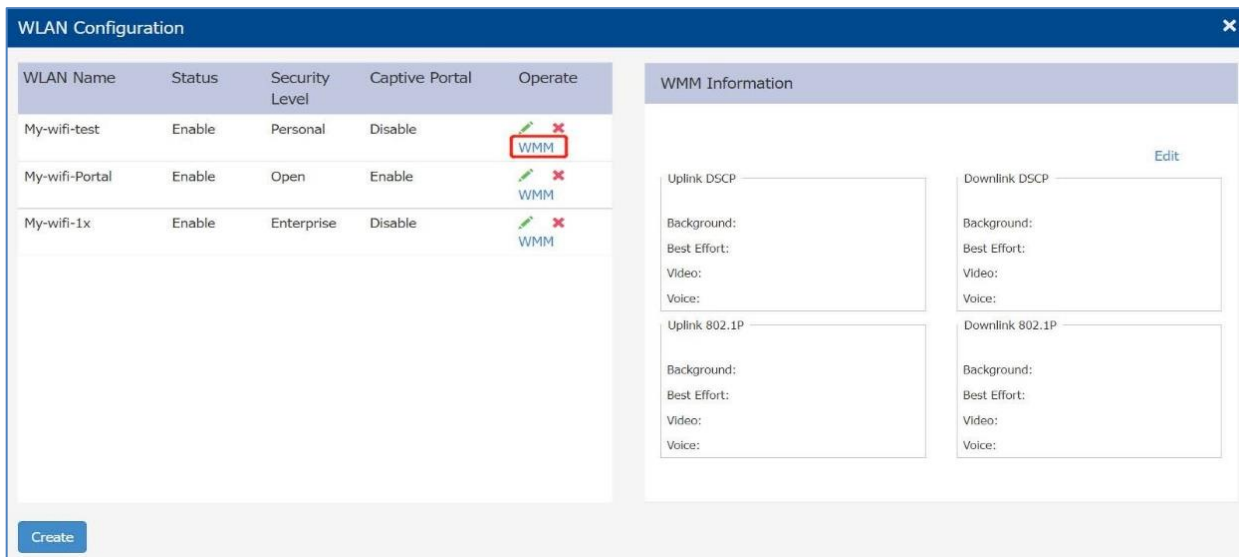 WLAN Configuration
WLAN Name Status Security Level Captive Portal Operate
My-wifi-test Enable Personal Disable
WMM
My-wifi-Portal Enable Open Enable
WMM
My-wifi-1x Enable Enterprise Disable
WMM
Create
WMM Information
Edit
Uplink DSCP
Background:
Best Effort:
Video:
Voice:
Downlink DSCP
Background:
Best Effort:
Video:
Voice:
Uplink 802.1P
Background:
Best Effort:
Video:
Voice:
Downlink 802.1P
Background:
Best Effort:
Video:
Voice: